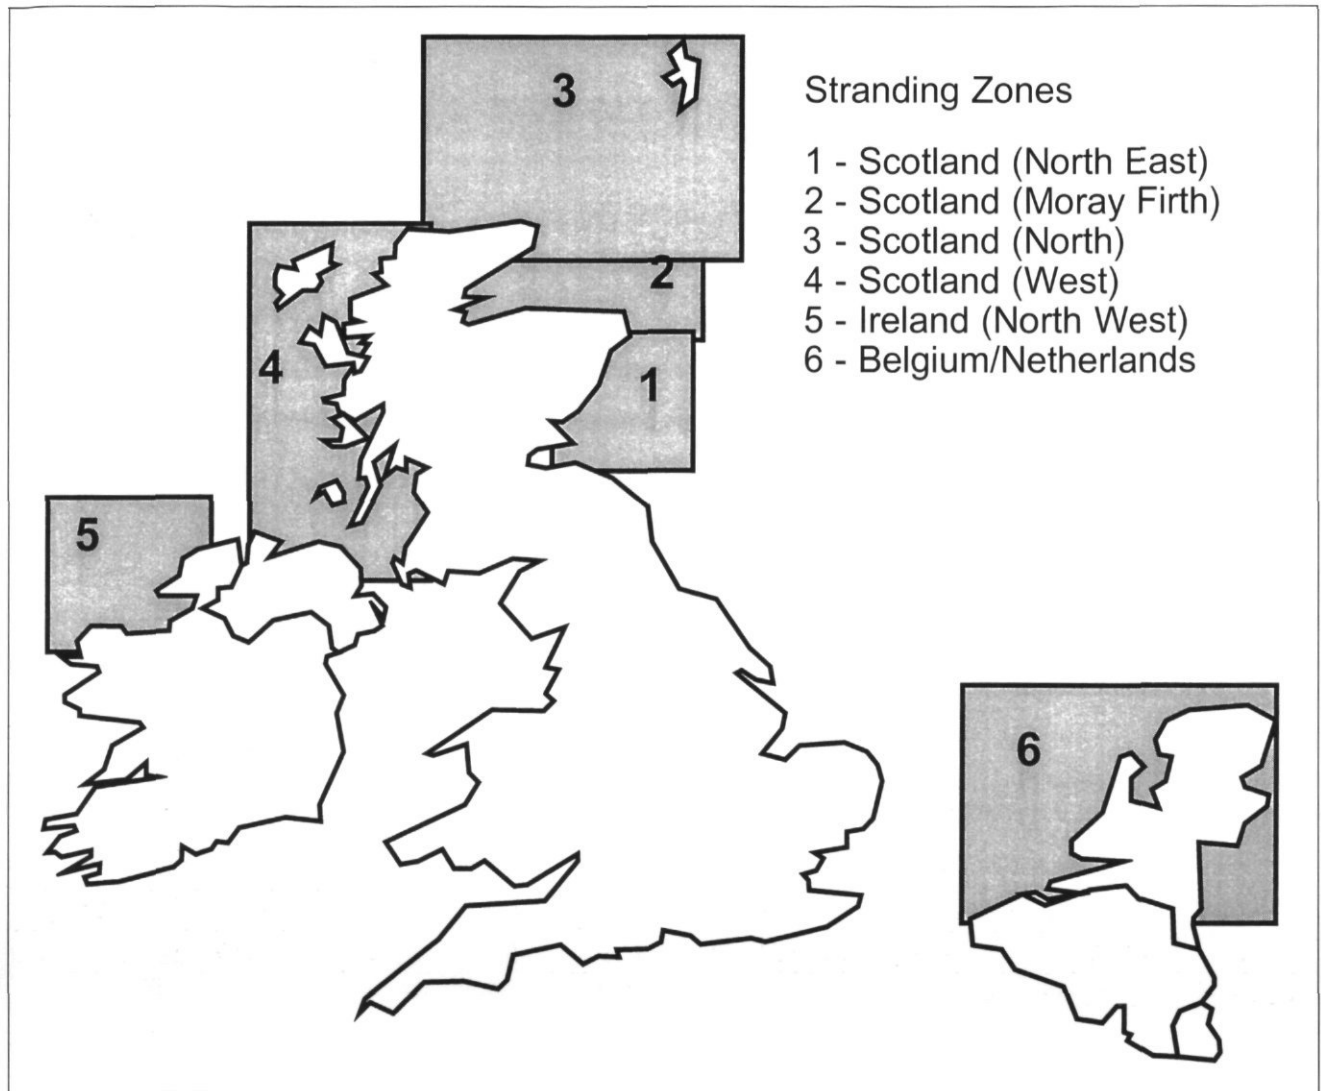 3
Stranding Zones
1 - Scotland (North East)
2 - Scotland (Moray Firth)
3 - Scotland (North)
4 - Scotland (West)
5 - Ireland (North West)
6 - Belgium/Netherlands
2
4
1
5
6